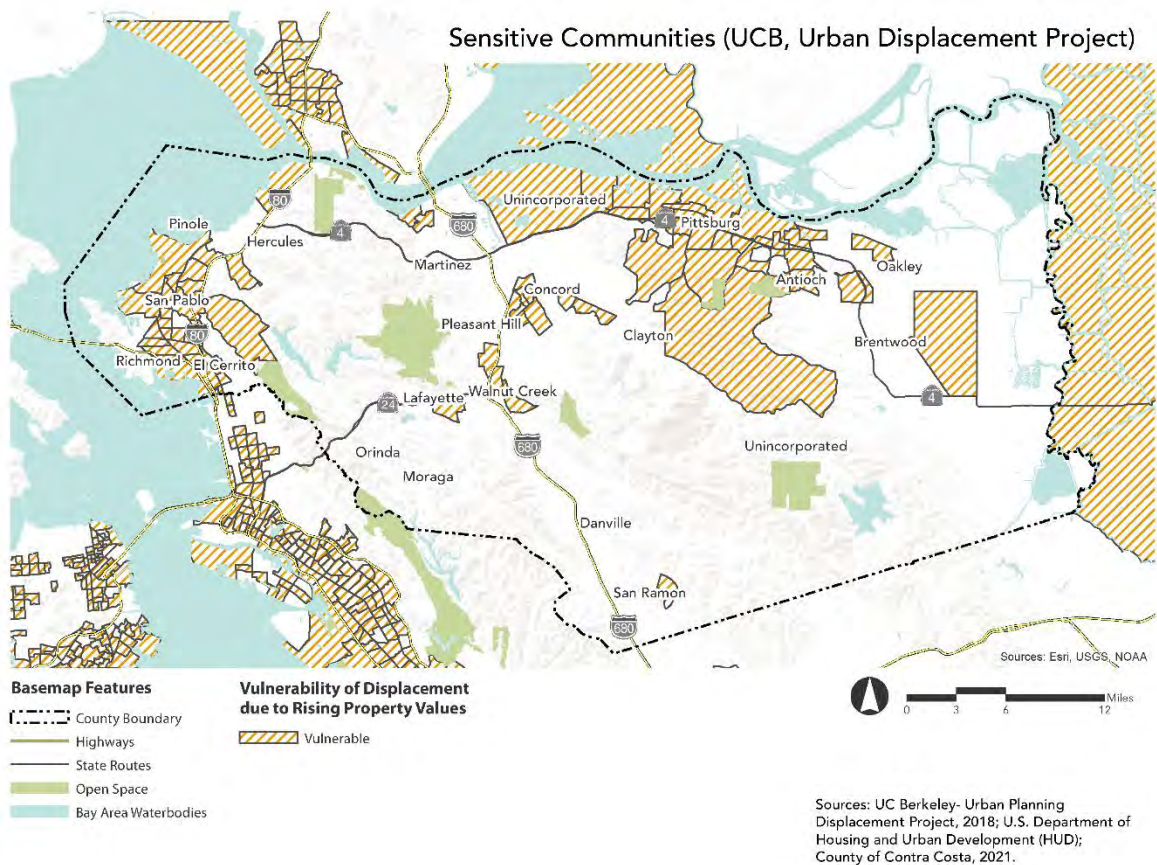 Sensitive Communities (UCB, Urban Displacement Project)
Unincorporated
80
Pinole
680
4
Pittsburg
Hercules
4
Martinez
Oakley
Antioch
Concord
San Pablo
80
Pleasant Hill
Clayton
Brentwood
Richmond
El Cerrito
Lafayette
Walnut Creek
24
4
680
Unincorporated
Orinda
Moraga
Danville
San Ramon
680
Sources: Esri, USGS, NOAA
Basemap Features
County Boundary
Highways
State Routes
Open Space
Bay Area Waterbodies
Vulnerability of Displacement
due to Rising Property Values
Vulnerable
Miles
0 3 6 12
Sources: UC Berkeley- Urban Planning
Displacement Project, 2018; U.S. Department of
Housing and Urban Development (HUD);
County of Contra Costa, 2021.